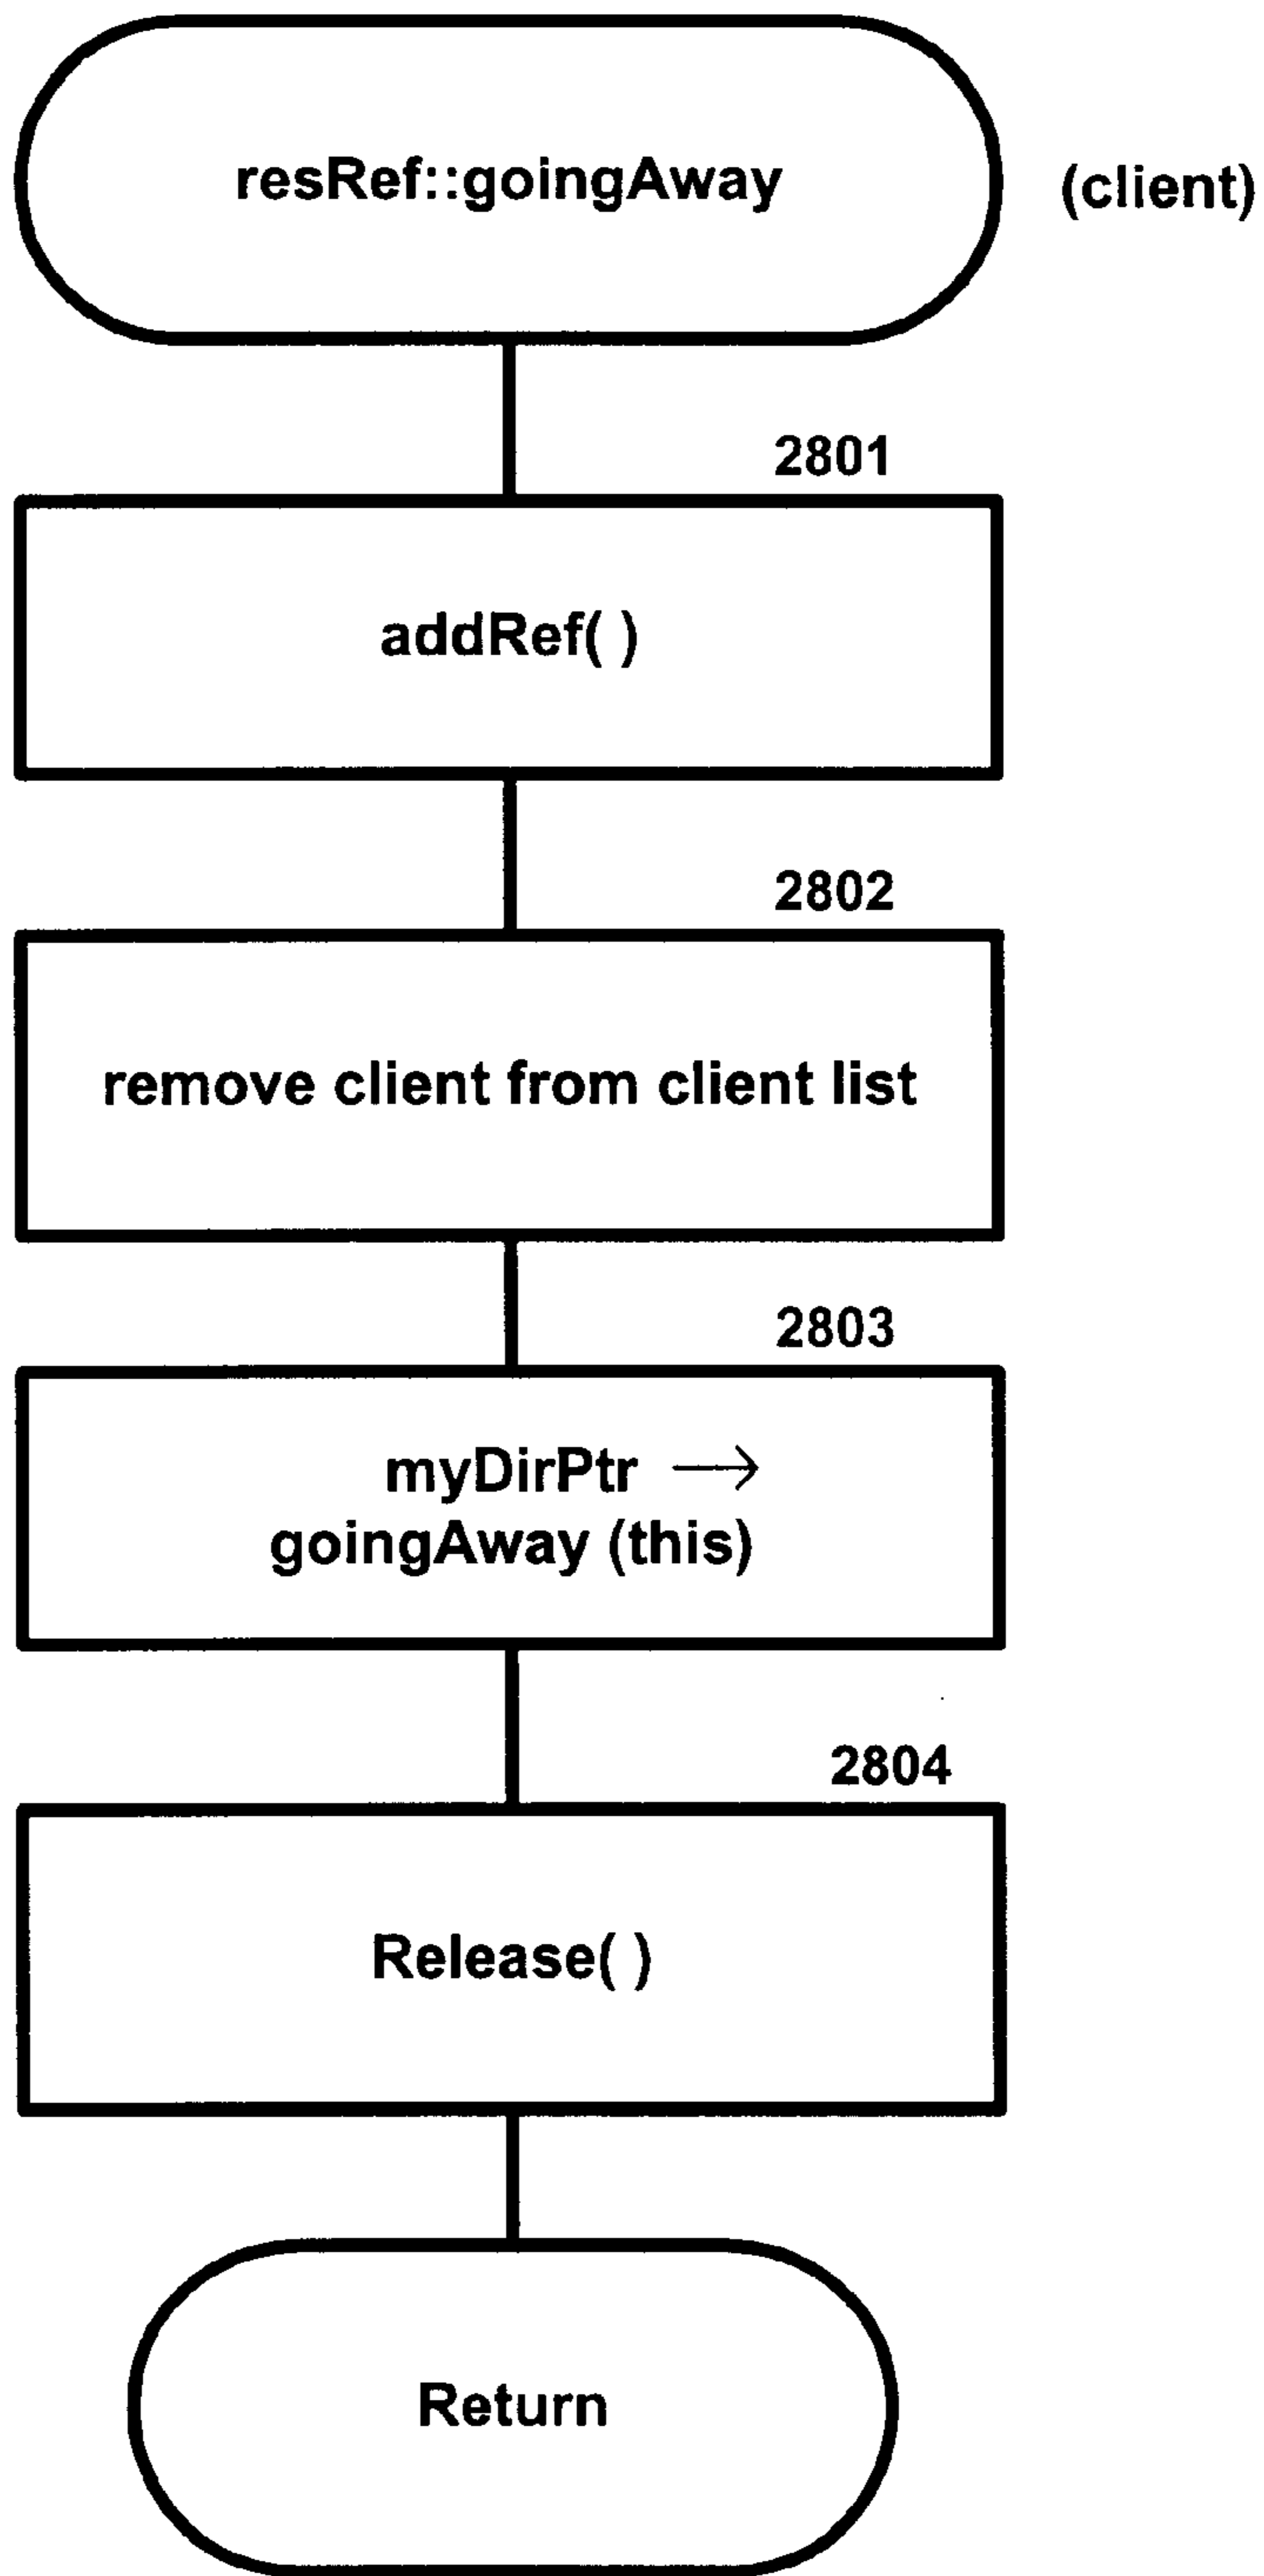 resRef::goingAway (client)
2801
addRef( )
2802
remove client from client list
2803
myDirPtr →
goingAway (this)
2804
Release( )
Return